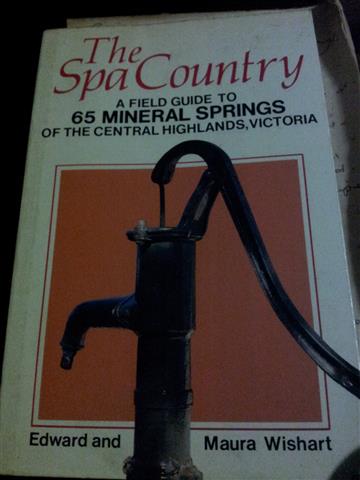 The
Spa Country
A FIELD GUIDE TO
65 MINERAL SPRINGS
OF THE CENTRAL HIGHLANDS, VICTORIA
Edward and Maura Wishart